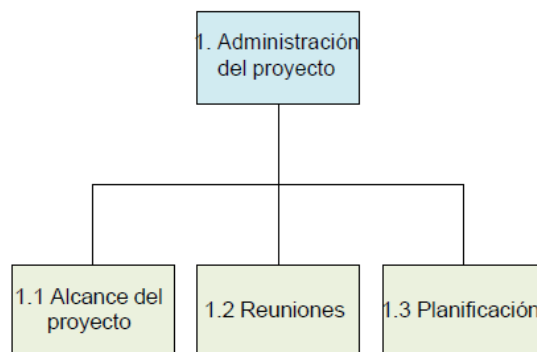 1. Administración
del proyecto
1.1 Alcance del
proyecto
1.2 Reuniones
1.3 Planificación